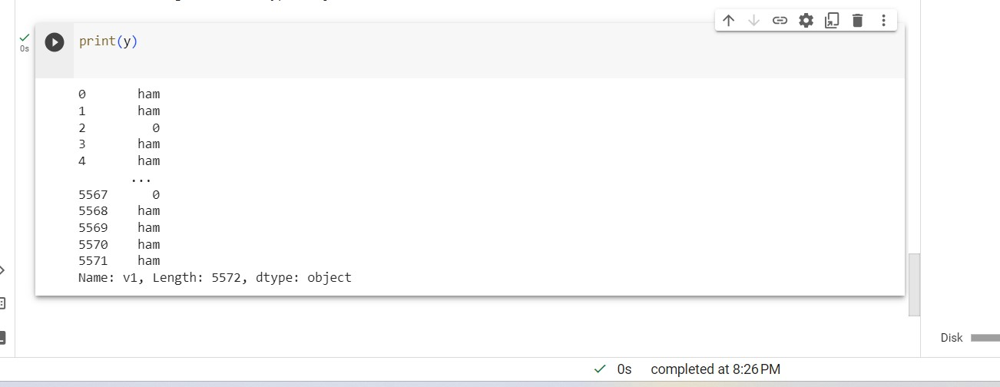 print(y)
0s
0       ham
1       ham
2         0
3       ham
4       ham
       ...
5567      0
5568    ham
5569    ham
5570    ham
5571    ham
Name: v1, Length: 5572, dtype: object
Disk
0s completed at 8:26 PM